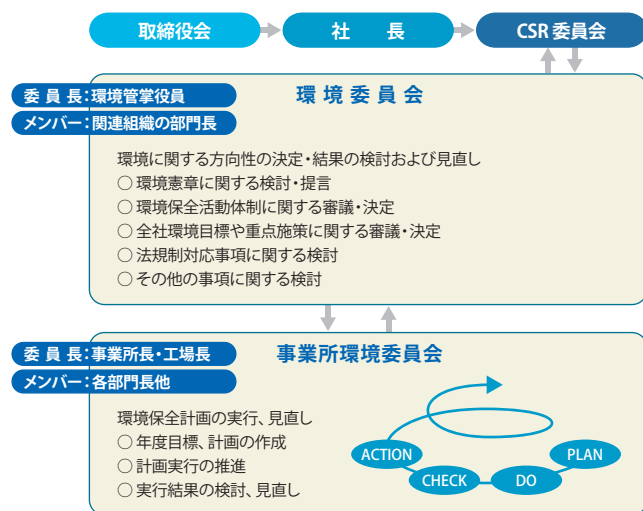 取締役会
社　長
CSR 委員会
委 員 長：環境管掌役員
メンバー：関連組織の部門長
環 境 委 員 会
環境に関する方向性の決定・結果の検討および見直し
○ 環境憲章に関する検討・提言
○ 環境保全活動体制に関する審議・決定
○ 全社環境目標や重点施策に関する審議・決定
○ 法規制対応事項に関する検討
○ その他の事項に関する検討
委 員 長：事業所長・工場長
メンバー：各部門長他
事業所環境委員会
環境保全計画の実行、見直し
○ 年度目標、計画の作成
○ 計画実行の推進
○ 実行結果の検討、見直し
ACTION
CHECK
DO
PLAN